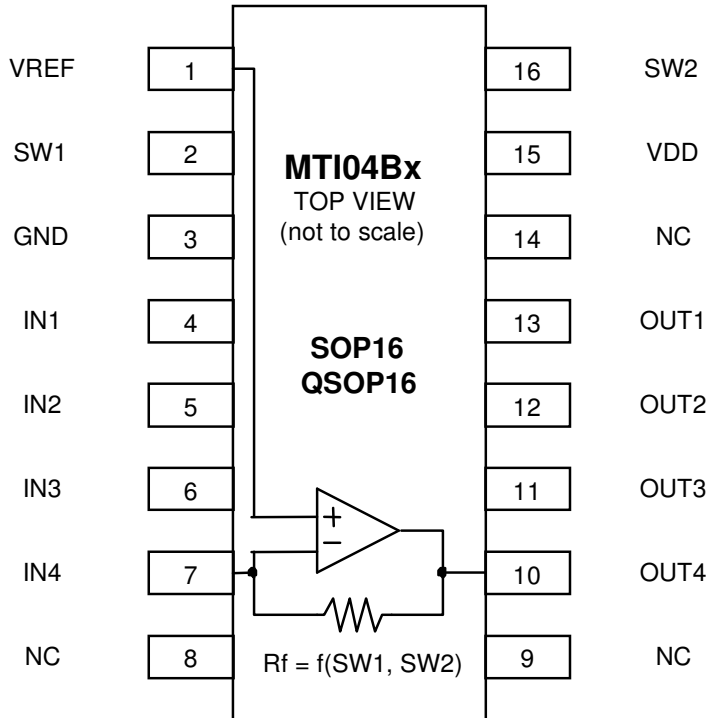 VREF 1 16 SW2
SW1 2 15 VDD
MTI04Bx
TOP VIEW
(not to scale)
GND 3 14 NC
IN1 4 13 OUT1
SOP16
QSOP16
IN2 5 12 OUT2
IN3 6 11 OUT3
+
−
IN4 7 10 OUT4
NC 8 9 NC
Rf = f(SW1, SW2)